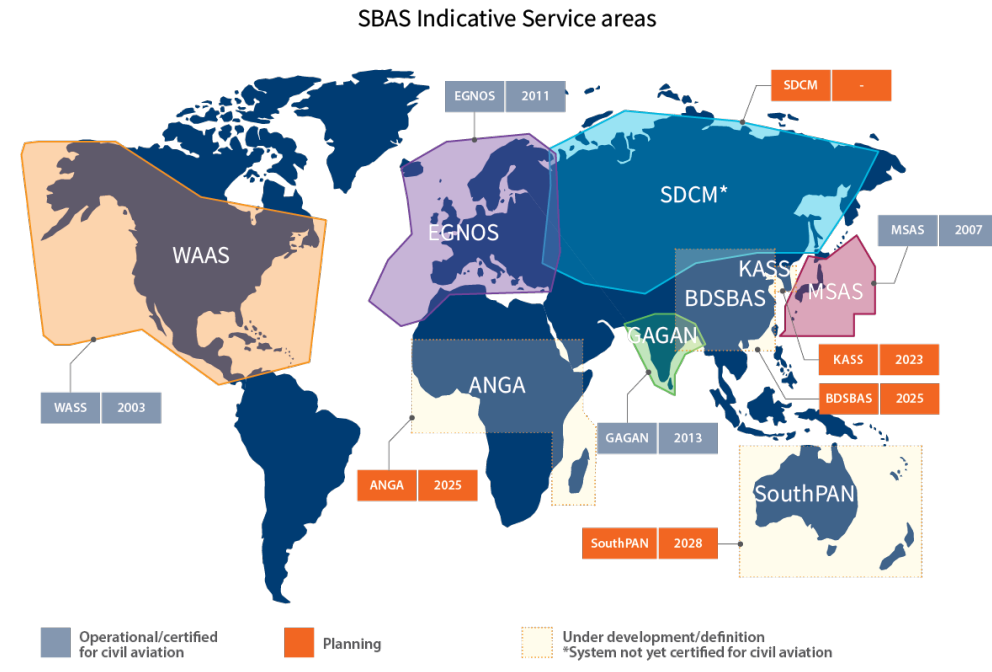 SBAS Indicative Service areas
SDCM -
EGNOS 2011
SDCM*
MSAS 2007
WAAS
EGNOS
KASS
BDSBAS
MSAS
GAGAN
KASS 2023
ANGA
BDSBAS 2025
WASS 2003
GAGAN 2013
ANGA 2025
SouthPAN
SouthPAN 2028
Operational/certified
for civil aviation
Planning
Under development/definition
*System not yet certified for civil aviation